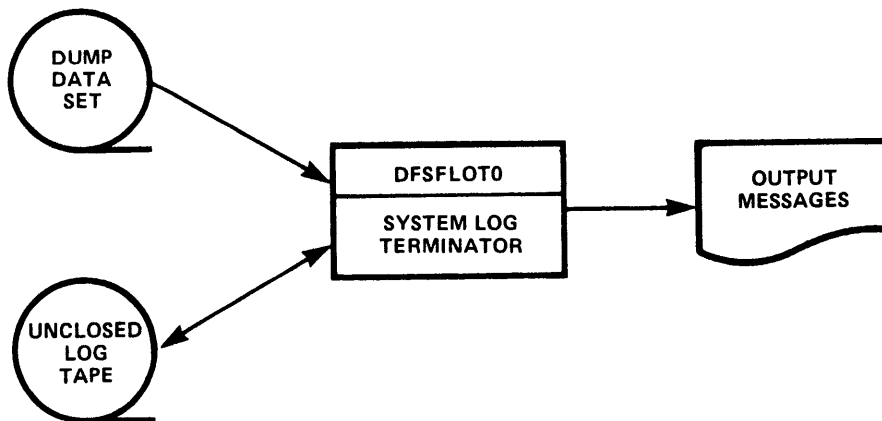 DUMP
DATA
SET
DFSFLOT0
SYSTEM LOG
TERMINATOR
OUTPUT
MESSAGES
UNCLOSED
LOG
TAPE